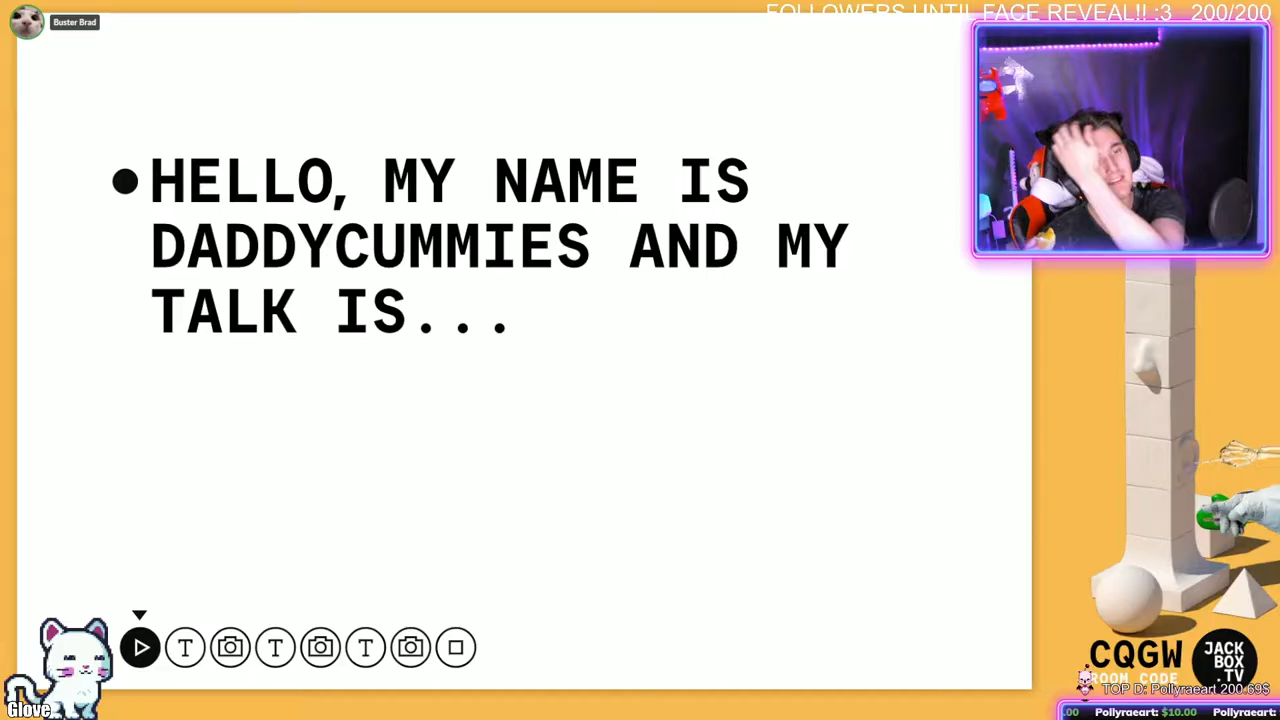 Buster Brad
FOLLOWERS UNTIL FACE REVEAL!! :3 200/200
•HELLO, MY NAME IS
DADDYCUMMIES AND MY
TALK IS...
T T T
Glove
CQGW
ROOM CODE
JACK
BOX
.TV
TOP D: Pollyraeart 200.69$
.00 Pollyraeart: $10.00 Pollyraeart: